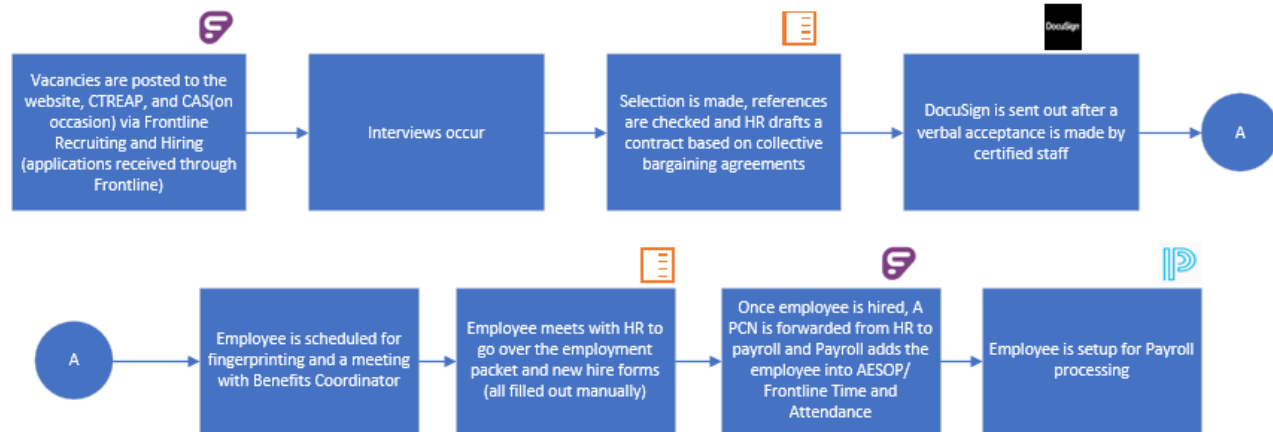 DocuSign
Vacancies are posted to the
website, CTREAP, and CAS(on
occasion) via Frontline
Recruiting and Hiring
(applications received through
Frontline)
Interviews occur
Selection is made, references
are checked and HR drafts a
contract based on collective
bargaining agreements
DocuSign is sent out after a
verbal acceptance is made by
certified staff
A
A
Employee is scheduled for
fingerprinting and a meeting
with Benefits Coordinator
Employee meets with HR to
go over the employment
packet and new hire forms
(all filled out manually)
Once employee is hired, A
PCN is forwarded from HR to
payroll and Payroll adds the
employee into AESOP/
Frontline Time and
Attendance
Employee is setup for Payroll
processing